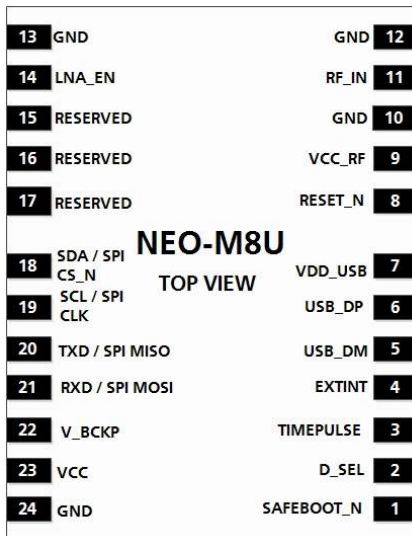 13 GND GND 12
14 LNA_EN RF_IN 11
15 RESERVED GND 10
16 RESERVED VCC_RF 9
17 RESERVED RESET_N 8
NEO-M8U
TOP VIEW
18 SDA / SPI
CS_N
VDD_USB 7
19 SCL / SPI
CLK
USB_DP 6
20 TXD / SPI MISO USB_DM 5
21 RXD / SPI MOSI EXTINT 4
22 V_BCKP TIMEPULSE 3
23 VCC D_SEL 2
24 GND SAFEBOOT_N 1